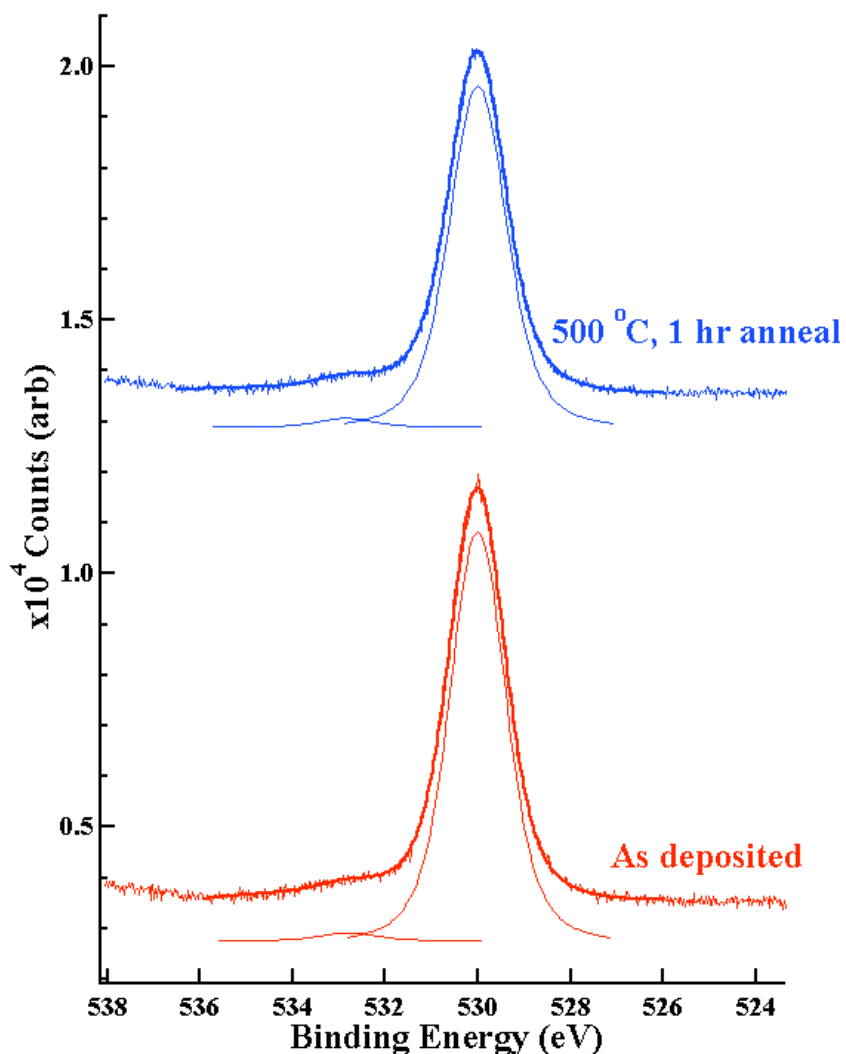 2.0
1.5
1.0
0.5
x10⁴ Counts (arb)
500 °C, 1 hr anneal
As deposited
538 536 534 532 530 528 526 524
Binding Energy (eV)